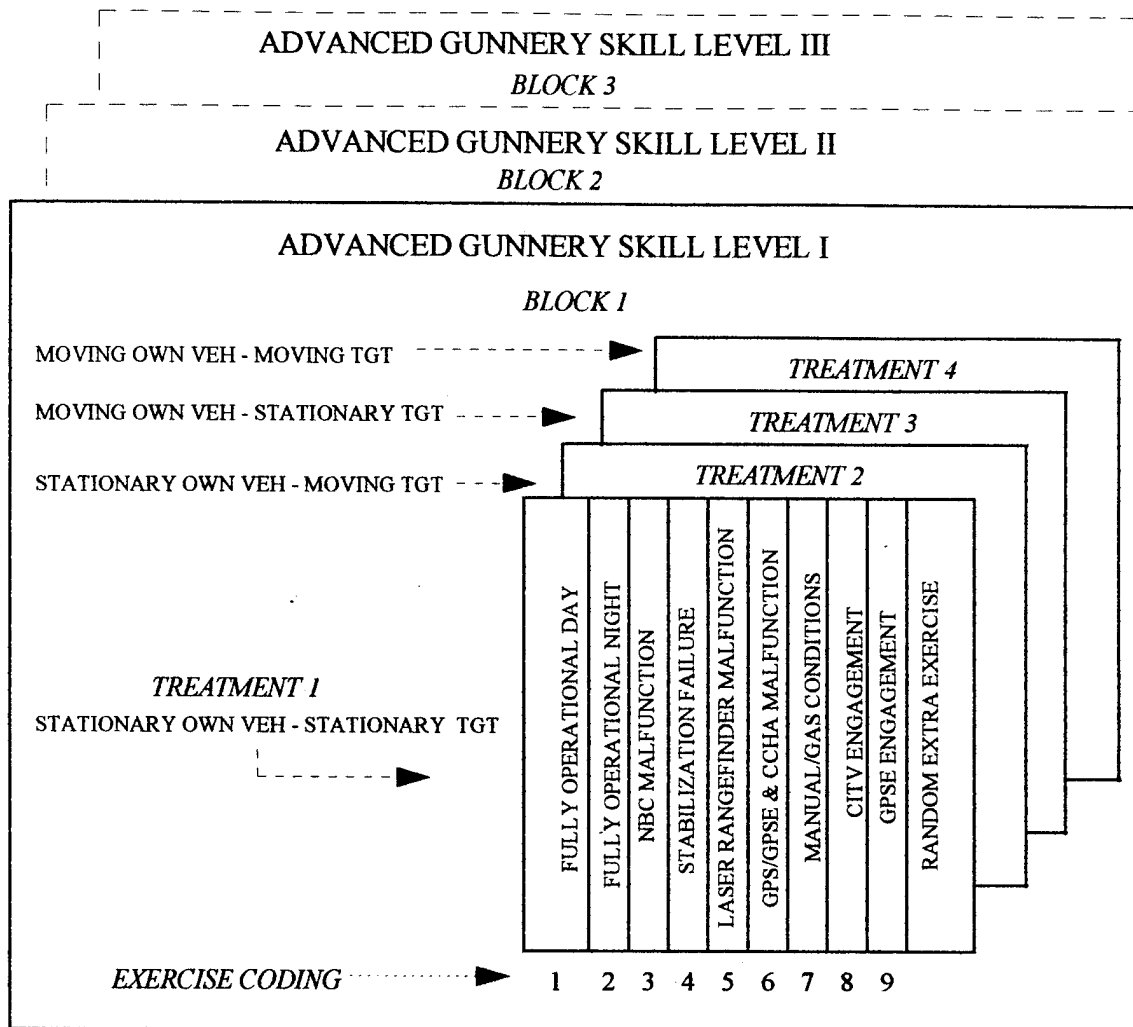 ADVANCED GUNNERY SKILL LEVEL III
BLOCK 3
ADVANCED GUNNERY SKILL LEVEL II
BLOCK 2
ADVANCED GUNNERY SKILL LEVEL I
BLOCK 1
MOVING OWN VEH - MOVING TGT
TREATMENT 4
MOVING OWN VEH - STATIONARY TGT
TREATMENT 3
STATIONARY OWN VEH - MOVING TGT
TREATMENT 2
TREATMENT 1
STATIONARY OWN VEH - STATIONARY TGT
FULLY OPERATIONAL DAY
FULLY OPERATIONAL NIGHT
NBC MALFUNCTION
STABILIZATION FAILURE
LASER RANGEFINDER MALFUNCTION
GPS/GPSE & CCHA MALFUNCTION
MANUAL/GAS CONDITIONS
CITV ENGAGEMENT
GPSE ENGAGEMENT
RANDOM EXTRA EXERCISE
EXERCISE CODING 1 2 3 4 5 6 7 8 9